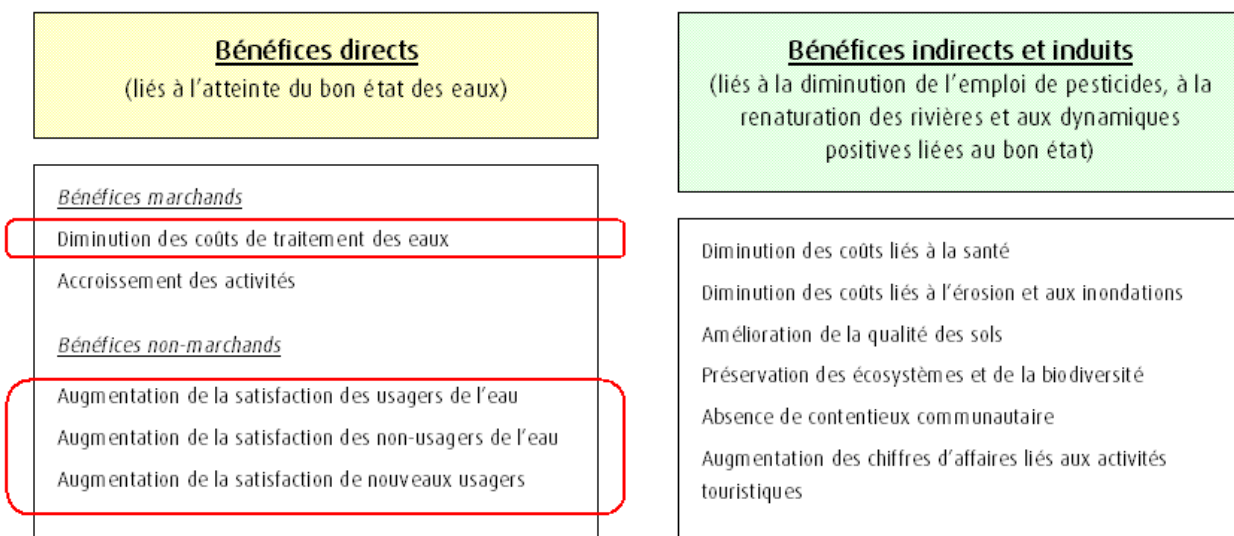 Bénéfices directs
(liés à l'atteinte du bon état des eaux)
Bénéfices marchands
Diminution des coûts de traitement des eaux
Accroissement des activités
Bénéfices non-marchands
Augmentation de la satisfaction des usagers de l'eau
Augmentation de la satisfaction des non-usagers de l'eau
Augmentation de la satisfaction de nouveaux usagers
Bénéfices indirects et induits
(liés à la diminution de l'emploi de pesticides, à la
renaturation des rivières et aux dynamiques
positives liées au bon état)
Diminution des coûts liés à la santé
Diminution des coûts liés à l'érosion et aux inondations
Amélioration de la qualité des sols
Préservation des écosystèmes et de la biodiversité
Absence de contentieux communautaire
Augmentation des chiffres d'affaires liés aux activités
touristiques